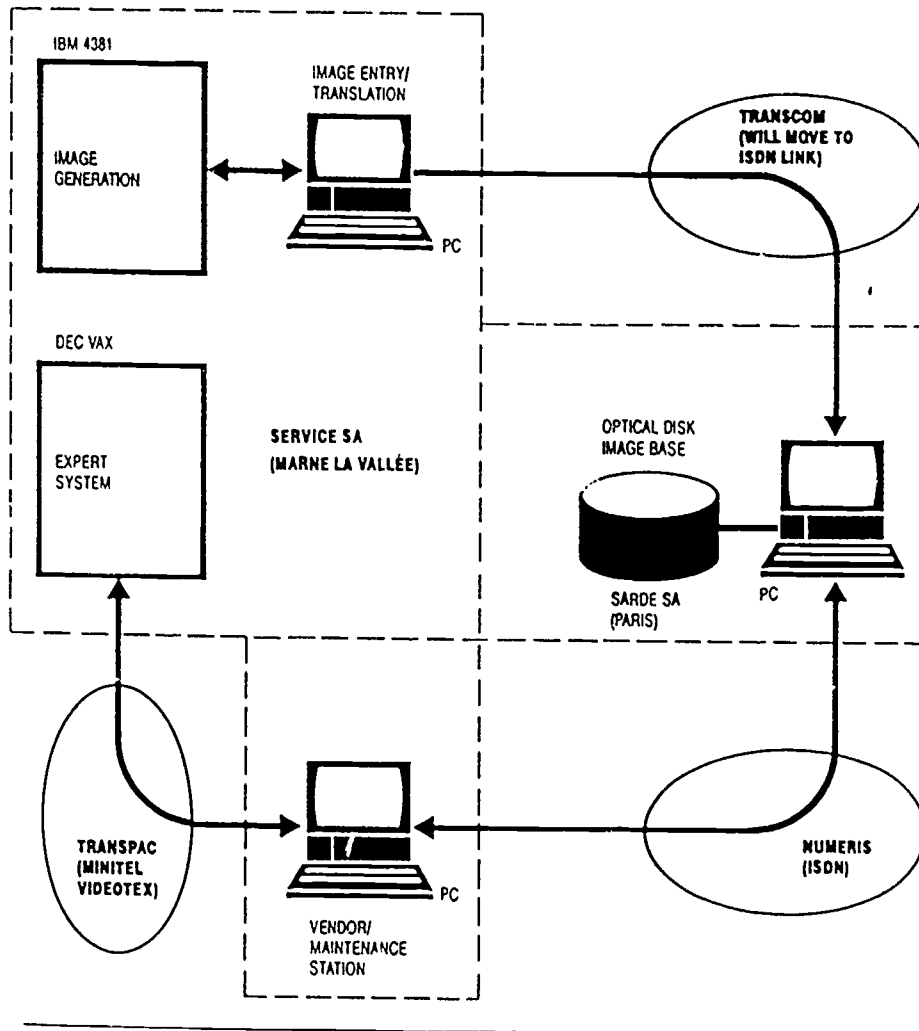 IBM 4381
IMAGE
GENERATION
IMAGE ENTRY/
TRANSLATION
PC
TRANSCOM
(WILL MOVE TO
ISDN LINK)
DEC VAX
EXPERT
SYSTEM
SERVICE SA
(MARNE LA VALLÉE)
OPTICAL DISK
IMAGE BASE
SARDE SA
(PARIS)
PC
TRANSPAC
(MINITEL
VIDEOTEX)
PC
VENDOR/
MAINTENANCE
STATION
NUMERIS
(ISDN)